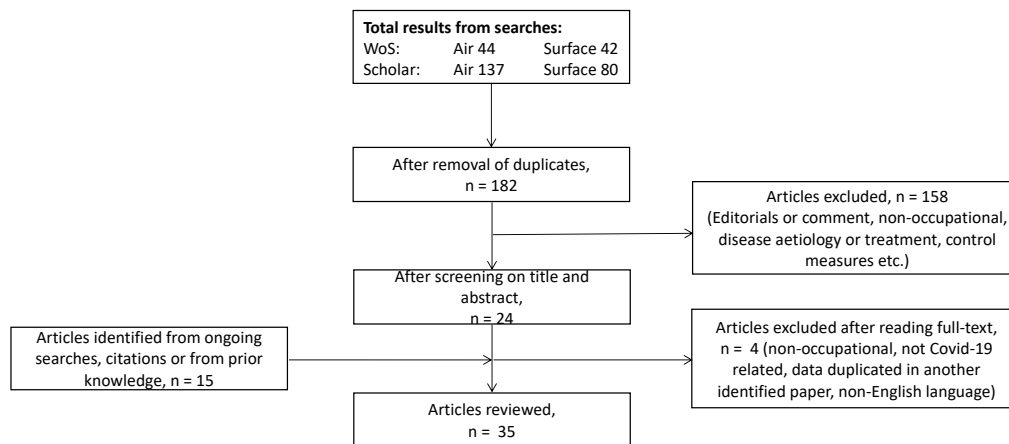 Total results from searches:
WoS: Air 44 Surface 42
Scholar: Air 137 Surface 80
After removal of duplicates,
n = 182
Articles excluded, n = 158
(Editorials or comment, non-occupational,
disease aetiology or treatment, control
measures etc.)
After screening on title and
abstract,
n = 24
Articles identified from ongoing
searches, citations or from prior
knowledge, n = 15
Articles excluded after reading full-text,
n = 4 (non-occupational, not Covid-19
related, data duplicated in another
identified paper, non-English language)
Articles reviewed,
n = 35